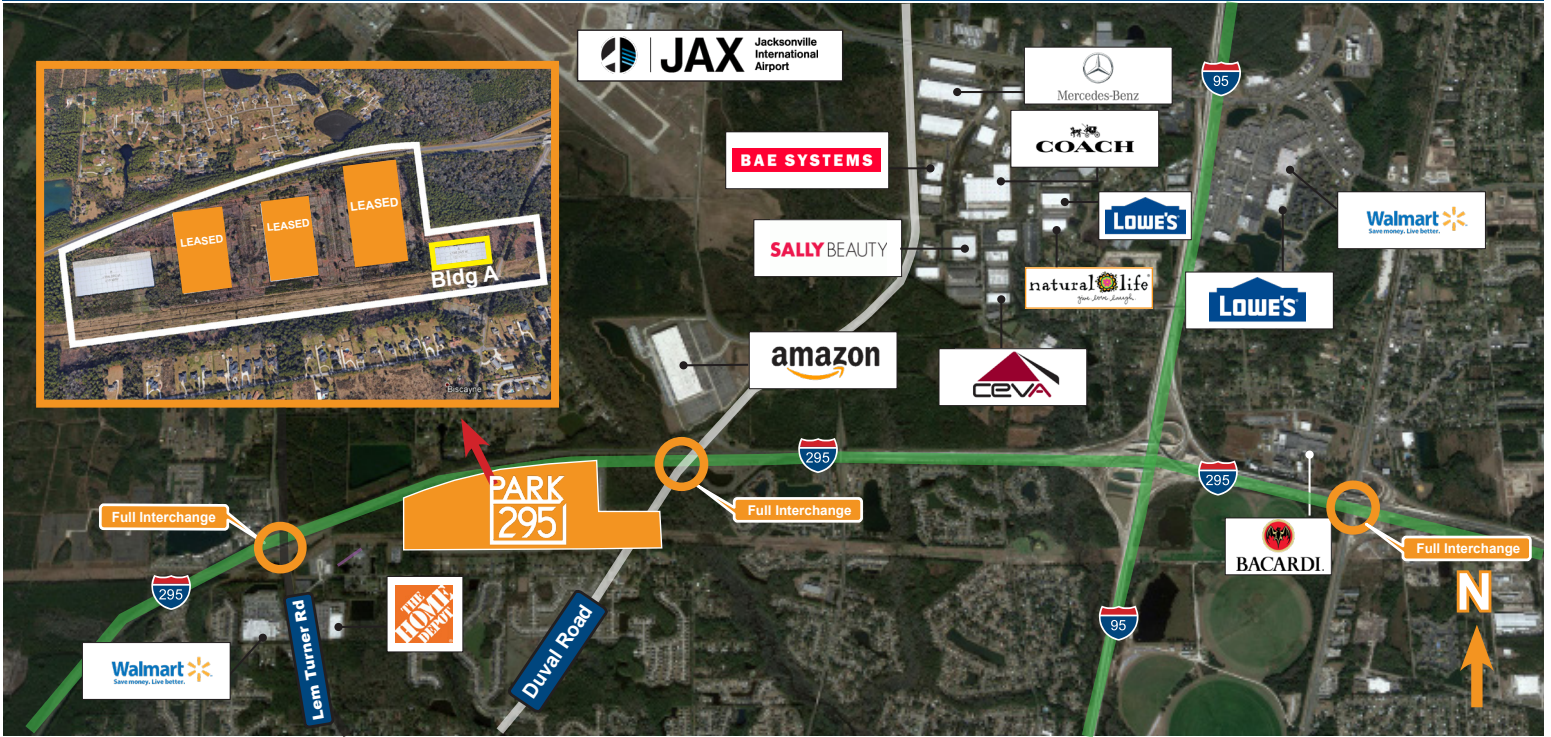 JAX
Jacksonville
International
Airport
95
Mercedes-Benz
COACH
BAE SYSTEMS
LOWE'S
Walmart
Save money. Live better.
SALLY BEAUTY
natural life
give love. laugh.
LOWE'S
amazon
CEVA
LEASED
LEASED
LEASED
Bldg A
Biscayne
295
PARK
295
Full Interchange
Full Interchange
295
BACARDI.
Full Interchange
N
295
THE
HOME
DEPOT
Lem Turner Rd
Duval Road
95
Walmart
Save money. Live better.